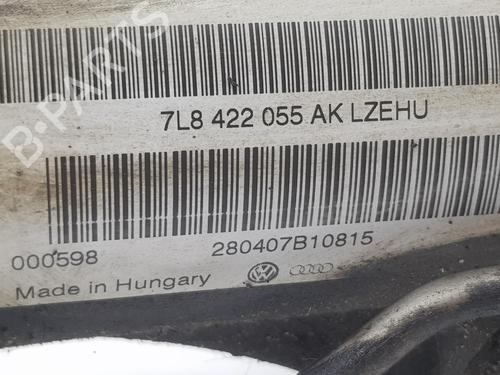 B-PARTS
7L8 422 055 AK LZEHU
000598 280407B10815
Made in Hungary